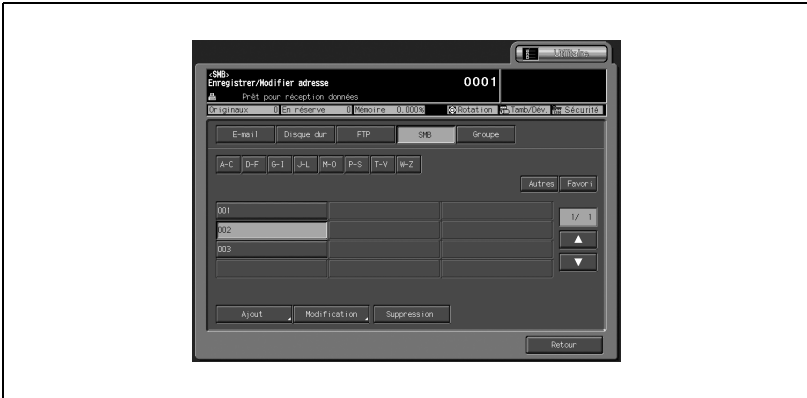 <SMB>
Enregistrer/Modifier adresse 0001
Prêt pour réception données
Originaux 0 En réserve 0 Mémoire 0.000% Rotation Tamb/Dév. Sécurité
E-mail Disque dur FTP SMB Groupe
A-C D-F G-I J-L M-O P-S T-V W-Z
Autres Favori
001
1/ 1
002
003
Ajout Modification Suppression
Retour